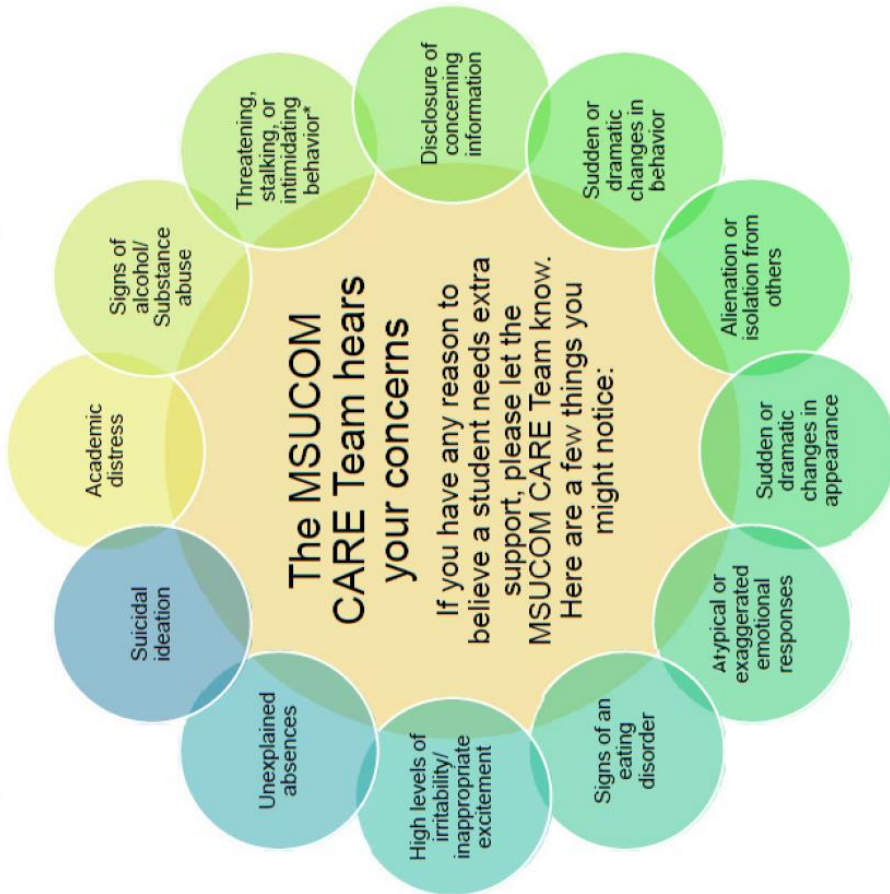 The MSUCOM
CARE Team hears
your concerns
If you have any reason to
believe a student needs extra
support, please let the
MSUCOM CARE Team know.
Here are a few things you
might notice:
Academic
distress
Signs of
alcohol/
Substance
abuse
Threatening,
stalking, or
intimidating
behavior*
Disclosure of
concerning
information
Sudden or
dramatic
changes in
behavior
Alienation or
isolation from
others
Sudden or
dramatic
changes in
appearance
Atypical or
exaggerated
emotional
responses
Signs of an
eating
disorder
High levels of
irritability/
inappropriate
excitement
Unexplained
absences
Suicidal
ideation